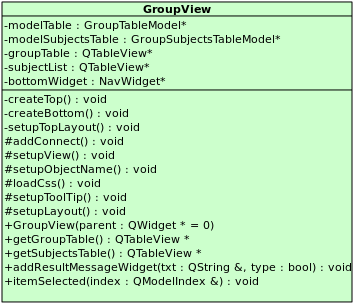 GroupView
-modelTable : GroupTableModel*
-modelSubjectsTable : GroupSubjectsTableModel*
-groupTable : QTableView*
-subjectList : QTableView*
-bottomWidget : NavWidget*
-createTop() : void
-createBottom() : void
-setupTopLayout() : void
#addConnect() : void
#setupView() : void
#setupObjectName() : void
#loadCss() : void
#setupToolTip() : void
#setupLayout() : void
+GroupView(parent : QWidget * = 0)
+getGroupTable() : QTableView *
+getSubjectsTable() : QTableView *
+addResultMessageWidget(txt : QString &, type : bool) : void
+itemSelected(index : QModelIndex &) : void